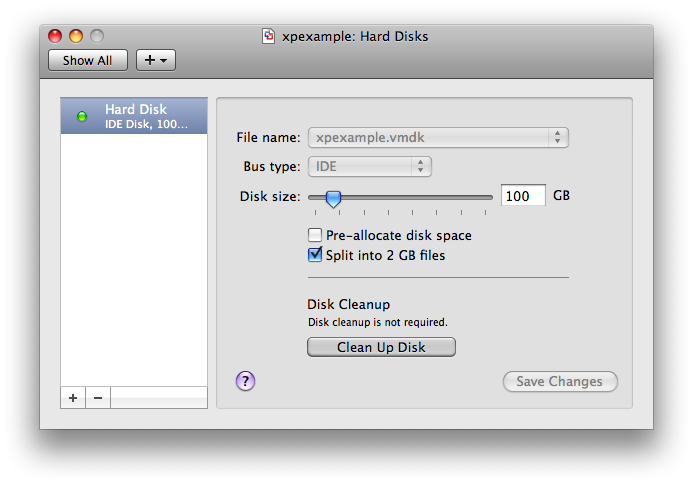 xpexample: Hard Disks
Show All
Hard Disk
IDE Disk, 100...
File name: xpexample.vmdk
Bus type: IDE
Disk size: 100 GB
Pre-allocate disk space
Split into 2 GB files
Disk Cleanup
Disk cleanup is not required.
Clean Up Disk
? Save Changes